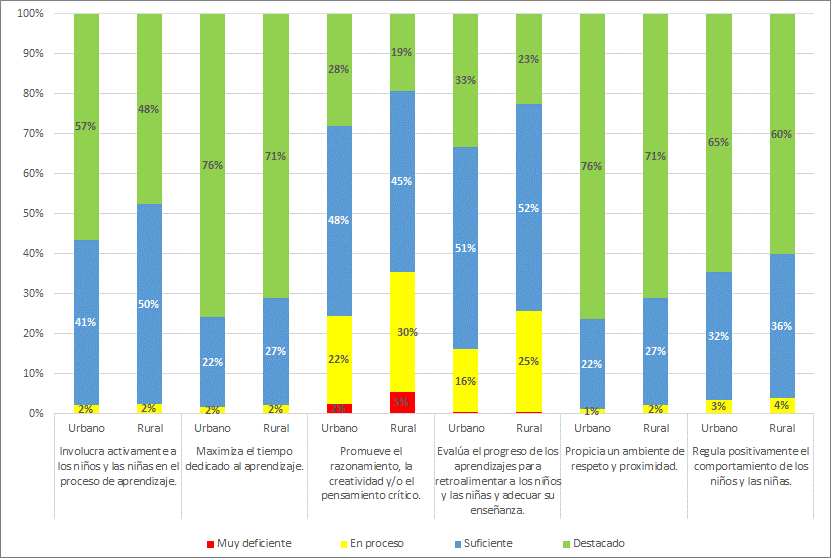 100%
90%
80%
70%
60%
50%
40%
30%
20%
10%
0%
57%
48%
76%
71%
28%
19%
33%
23%
76%
71%
65%
60%
41%
50%
22%
27%
48%
45%
51%
52%
22%
27%
32%
36%
2%
2%
2%
2%
22%
30%
16%
25%
1%
2%
3%
4%
2%
5%
Urbano Rural Urbano Rural Urbano Rural Urbano Rural Urbano Rural Urbano Rural
Involucra activamente a
los niños y las niñas en el
proceso de aprendizaje.
Maximiza el tiempo
dedicado al aprendizaje.
Promueve el
razonamiento, la
creatividad y/o el
pensamiento crítico.
Evalúa el progreso de los
aprendizajes para
retroalimentar a los niños
y las niñas y adecuar su
enseñanza.
Propicia un ambiente de
respeto y proximidad.
Regula positivamente el
comportamiento de los
niños y las niñas.
Muy deficiente En proceso Suficiente Destacado